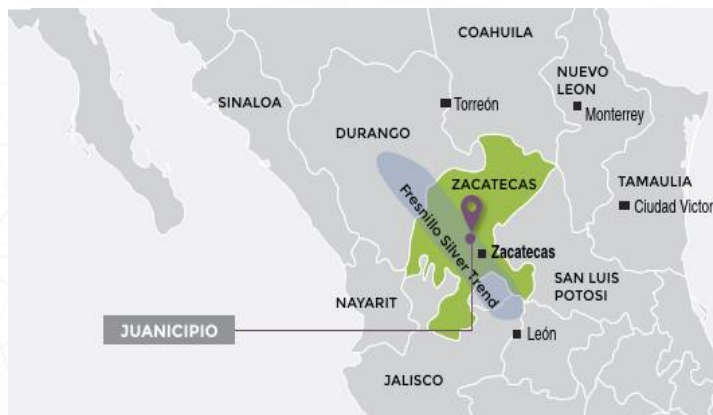 COAHUILA
NUEVO
LEON
SINALOA
Torreón
Monterrey
DURANGO
ZACATECAS
TAMAULIA
Ciudad Victor
Fresnillo Silver Trend
Zacatecas
SAN LUIS
POTOSI
NAYARIT
JUANICIPIO
León
JALISCO